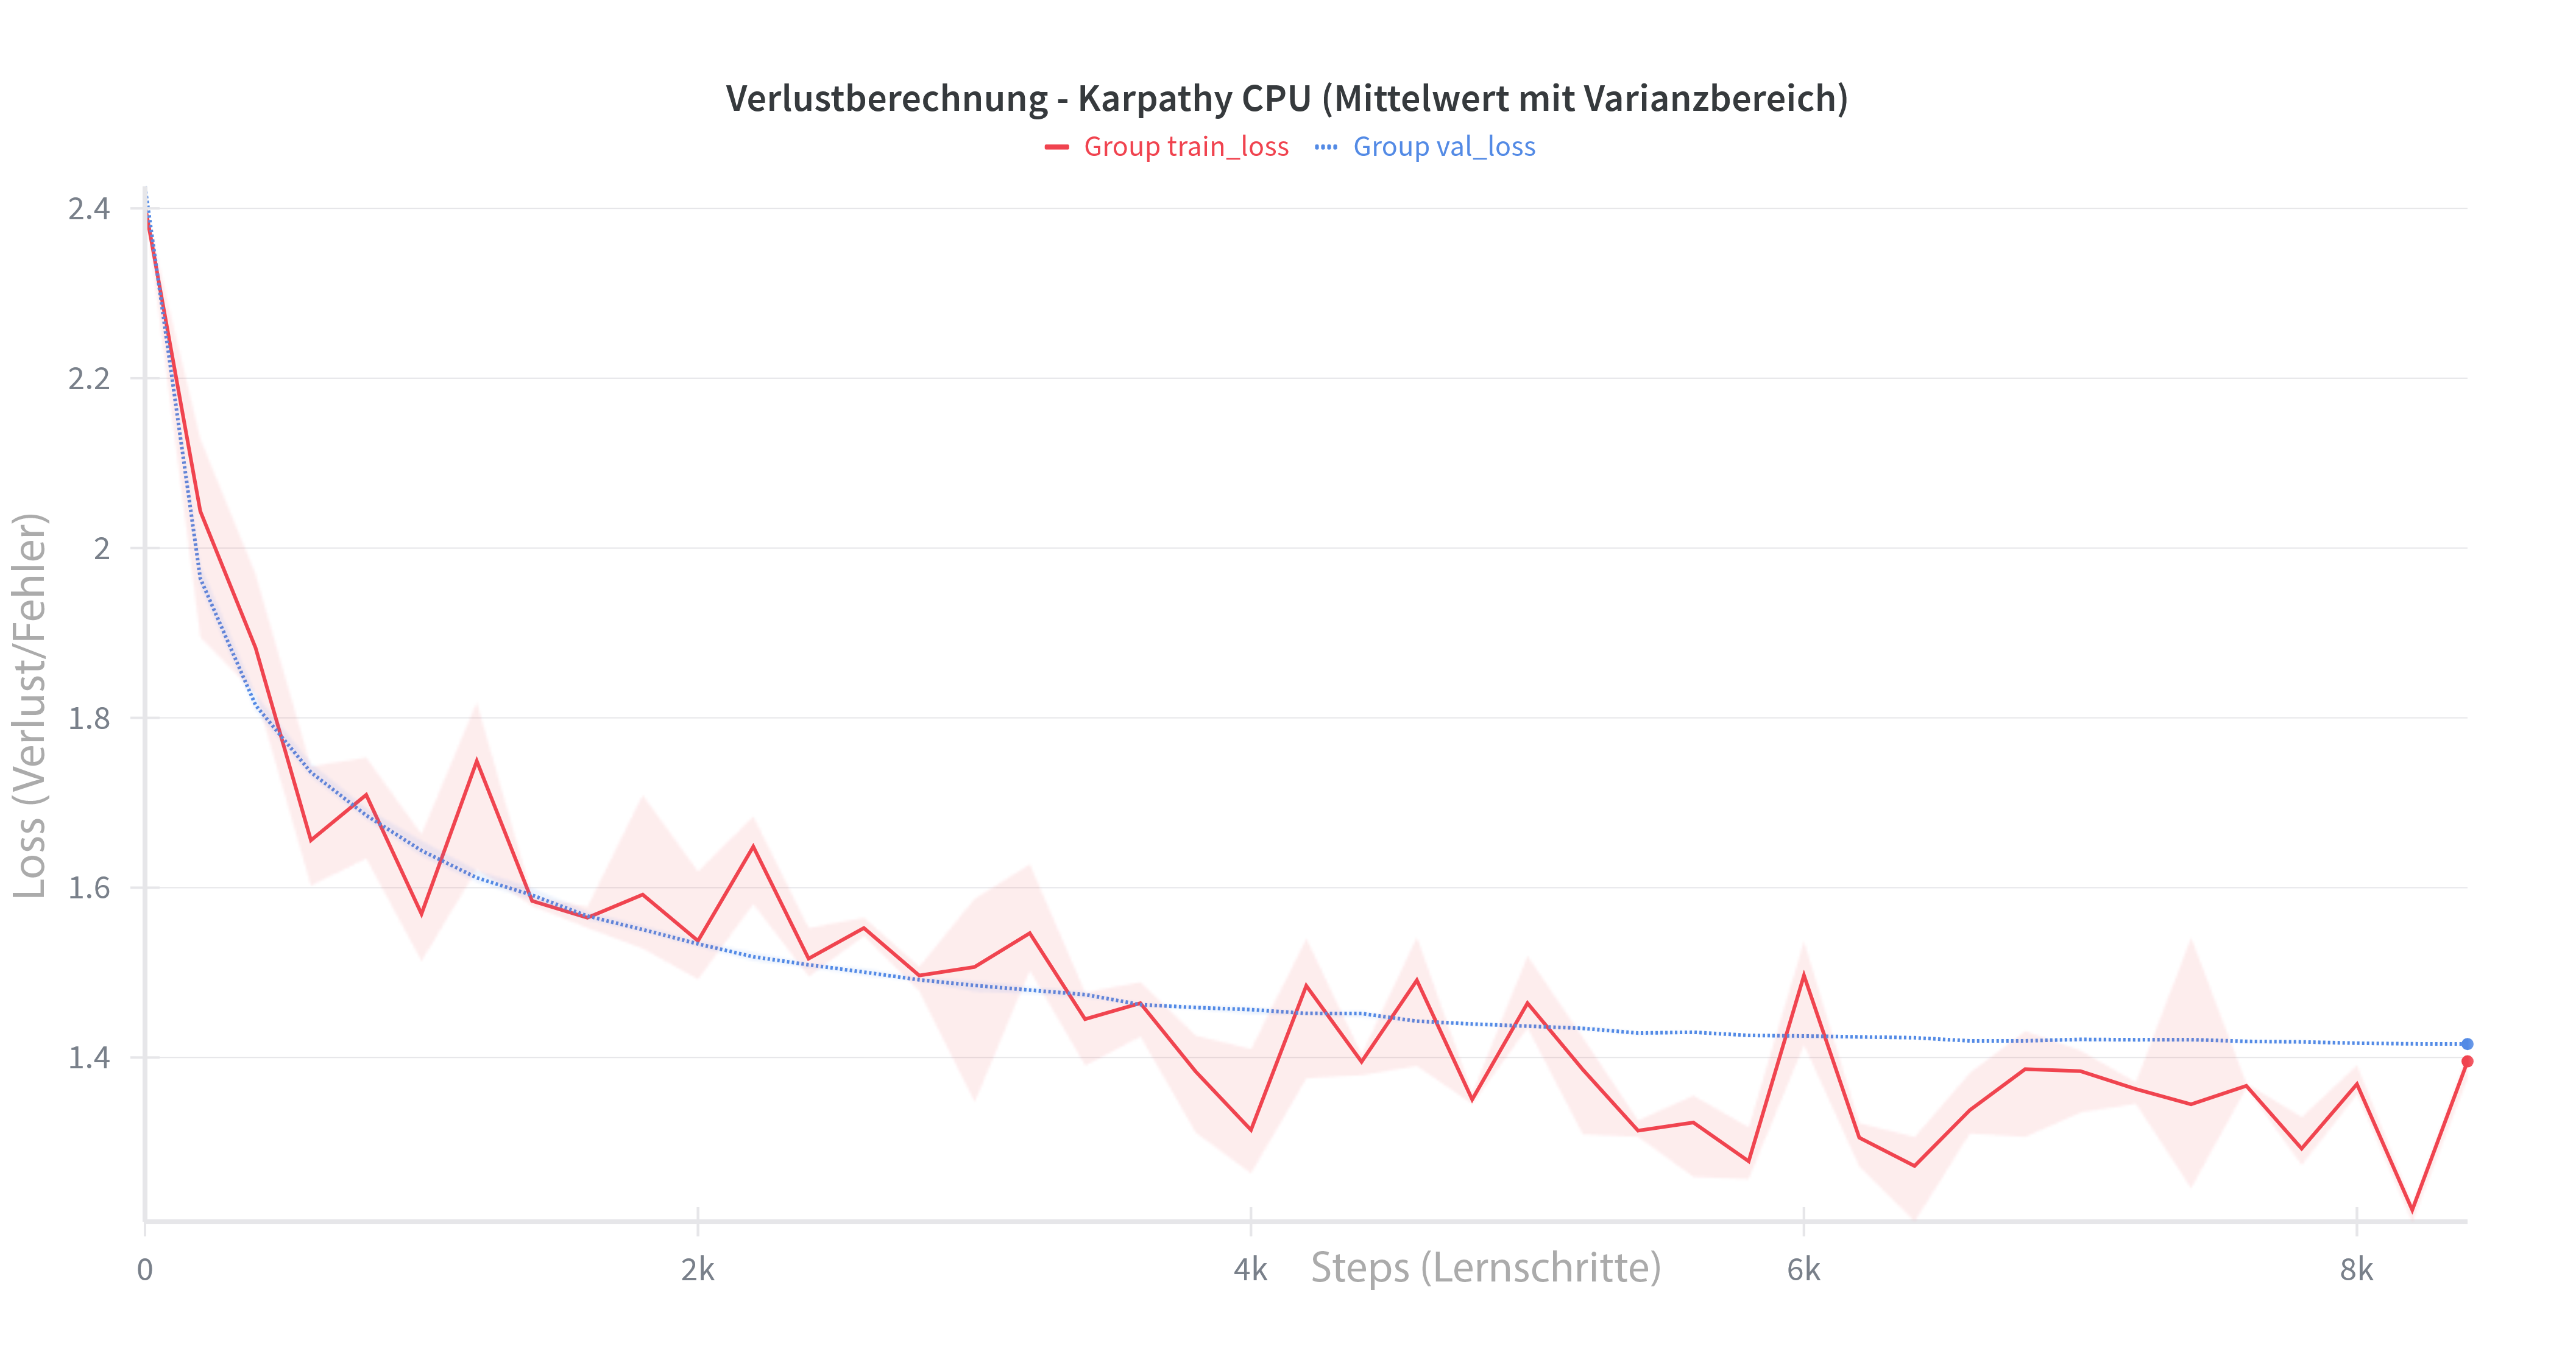 Verlustberechnung - Karpathy CPU (Mittelwert mit Varianzbereich)
Group train_loss Group val_loss
2.4
2.2
2
1.8
1.6
1.4
Loss (Verlust/Fehler)
0 2k 4k 6k 8k
Steps (Lernschritte)